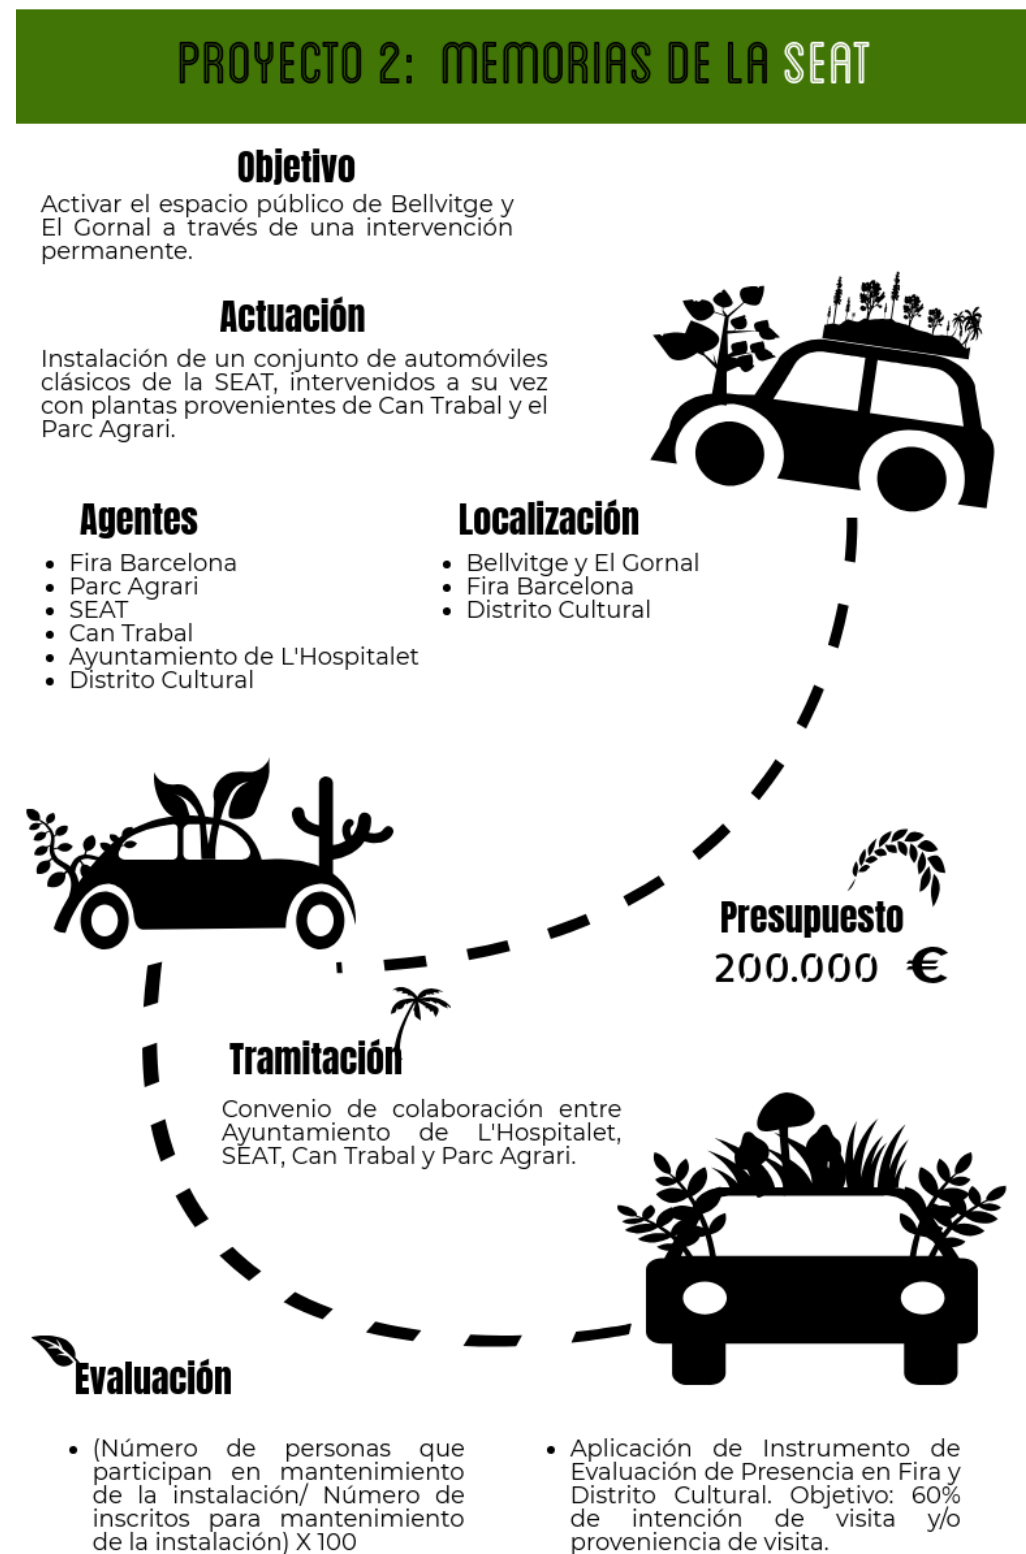 PROYECTO 2: MEMORIAS DE LA SEAT
Objetivo
Activar el espacio público de Bellvitge y
El Gornal a través de una intervención
permanente.
Actuación
Instalación de un conjunto de automóviles
clásicos de la SEAT, intervenidos a su vez
con plantas provenientes de Can Trabal y el
Parc Agrari.
Agentes
• Fira Barcelona
• Parc Agrari
• SEAT
• Can Trabal
• Ayuntamiento de L'Hospitalet
• Distrito Cultural
Localización
• Bellvitge y El Gornal
• Fira Barcelona
• Distrito Cultural
Presupuesto
200.000 €
Tramitación
Convenio de colaboración entre
Ayuntamiento de L'Hospitalet,
SEAT, Can Trabal y Parc Agrari.
Evaluación
• (Número de personas que
participan en mantenimiento
de la instalación/ Número de
inscritos para mantenimiento
de la instalación) X 100
• Aplicación de Instrumento de
Evaluación de Presencia en Fira y
Distrito Cultural. Objetivo: 60%
de intención de visita y/o
proveniencia de visita.